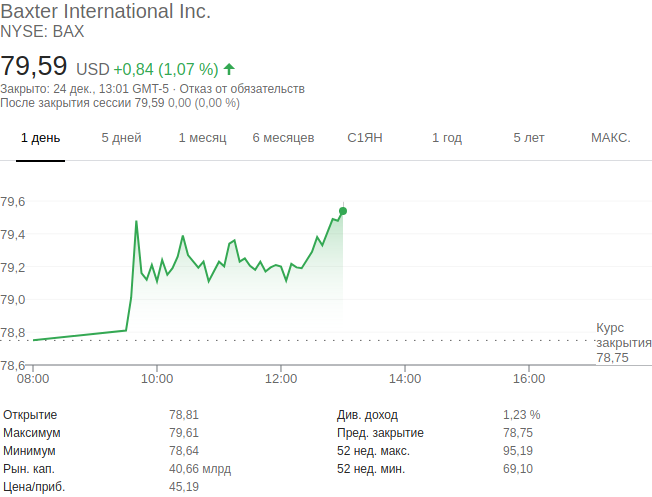 Baxter International Inc.
NYSE: BAX
79,59 USD +0,84 (1,07 %)
Закрыто: 24 дек., 13:01 GMT-5 · Отказ от обязательств
После закрытия сессии 79,59 0,00 (0,00 %)
1 день 5 дней 1 месяц 6 месяцев С1ЯН 1 год 5 лет МАКС.
79,6
79,4
79,2
79,0
78,8
78,6
Курс
закрытия
78,75
08:00 10:00 12:00 14:00 16:00
Открытие 78,81 Див. доход 1,23 %
Максимум 79,61 Пред. закрытие 78,75
Минимум 78,64 52 нед. макс. 95,19
Рын. кап. 40,66 млрд 52 нед. мин. 69,10
Цена/приб. 45,19